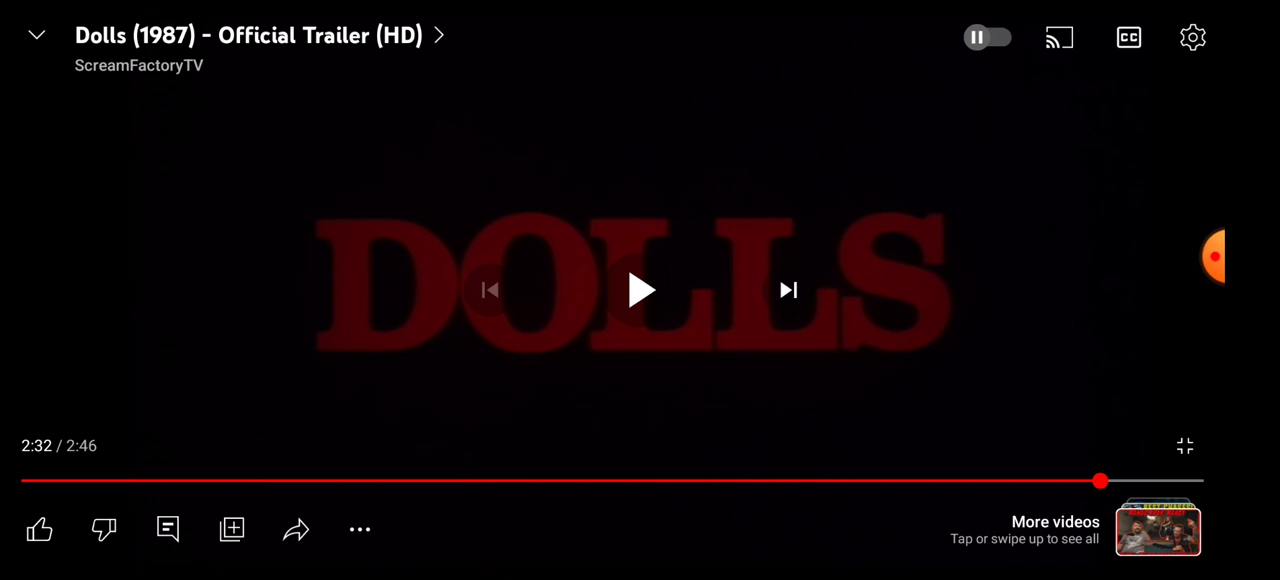 Dolls (1987) - Official Trailer (HD)
ScreamFactoryTV
CC
DOLLS
2:32 / 2:46
More videos
Tap or swipe up to see all